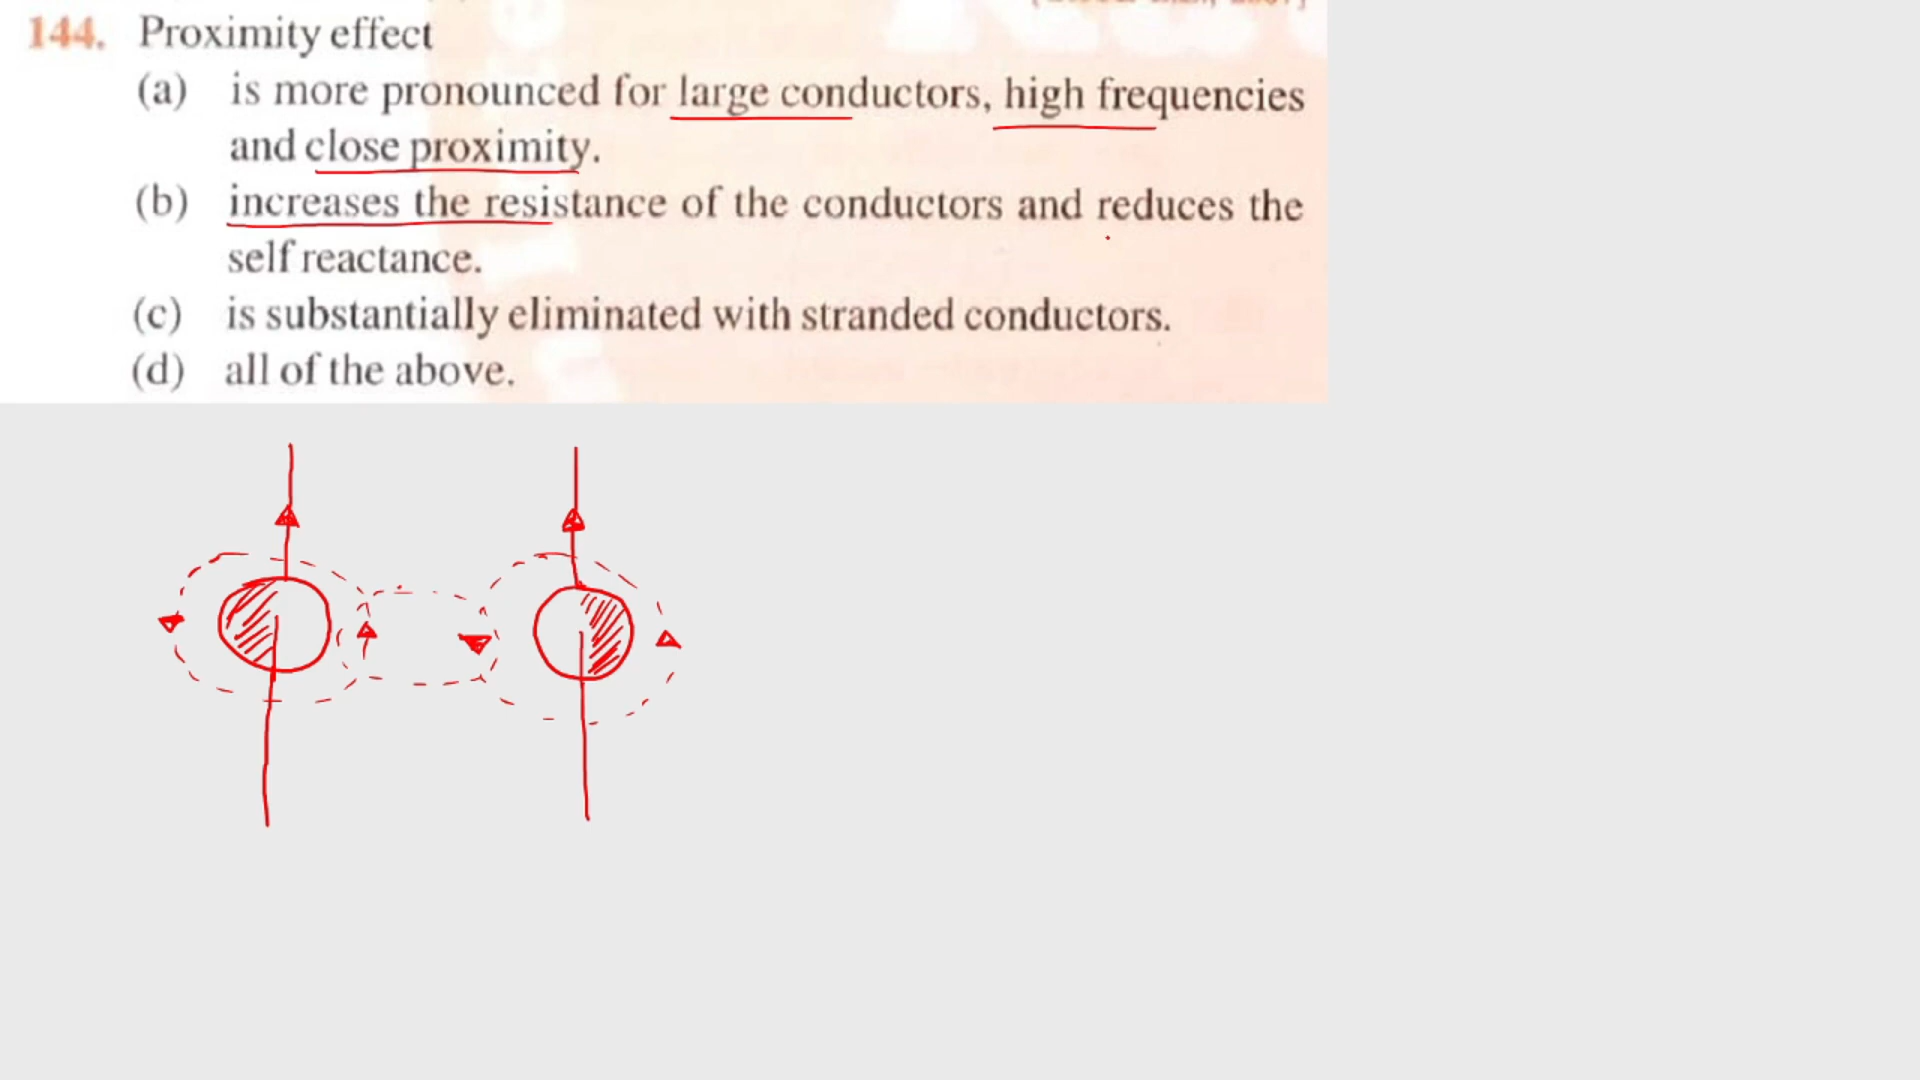 144. Proximity effect
(a) is more pronounced for large conductors, high frequencies
and close proximity.
(b) increases the resistance of the conductors and reduces the
self reactance.
(c) is substantially eliminated with stranded conductors.
(d) all of the above.